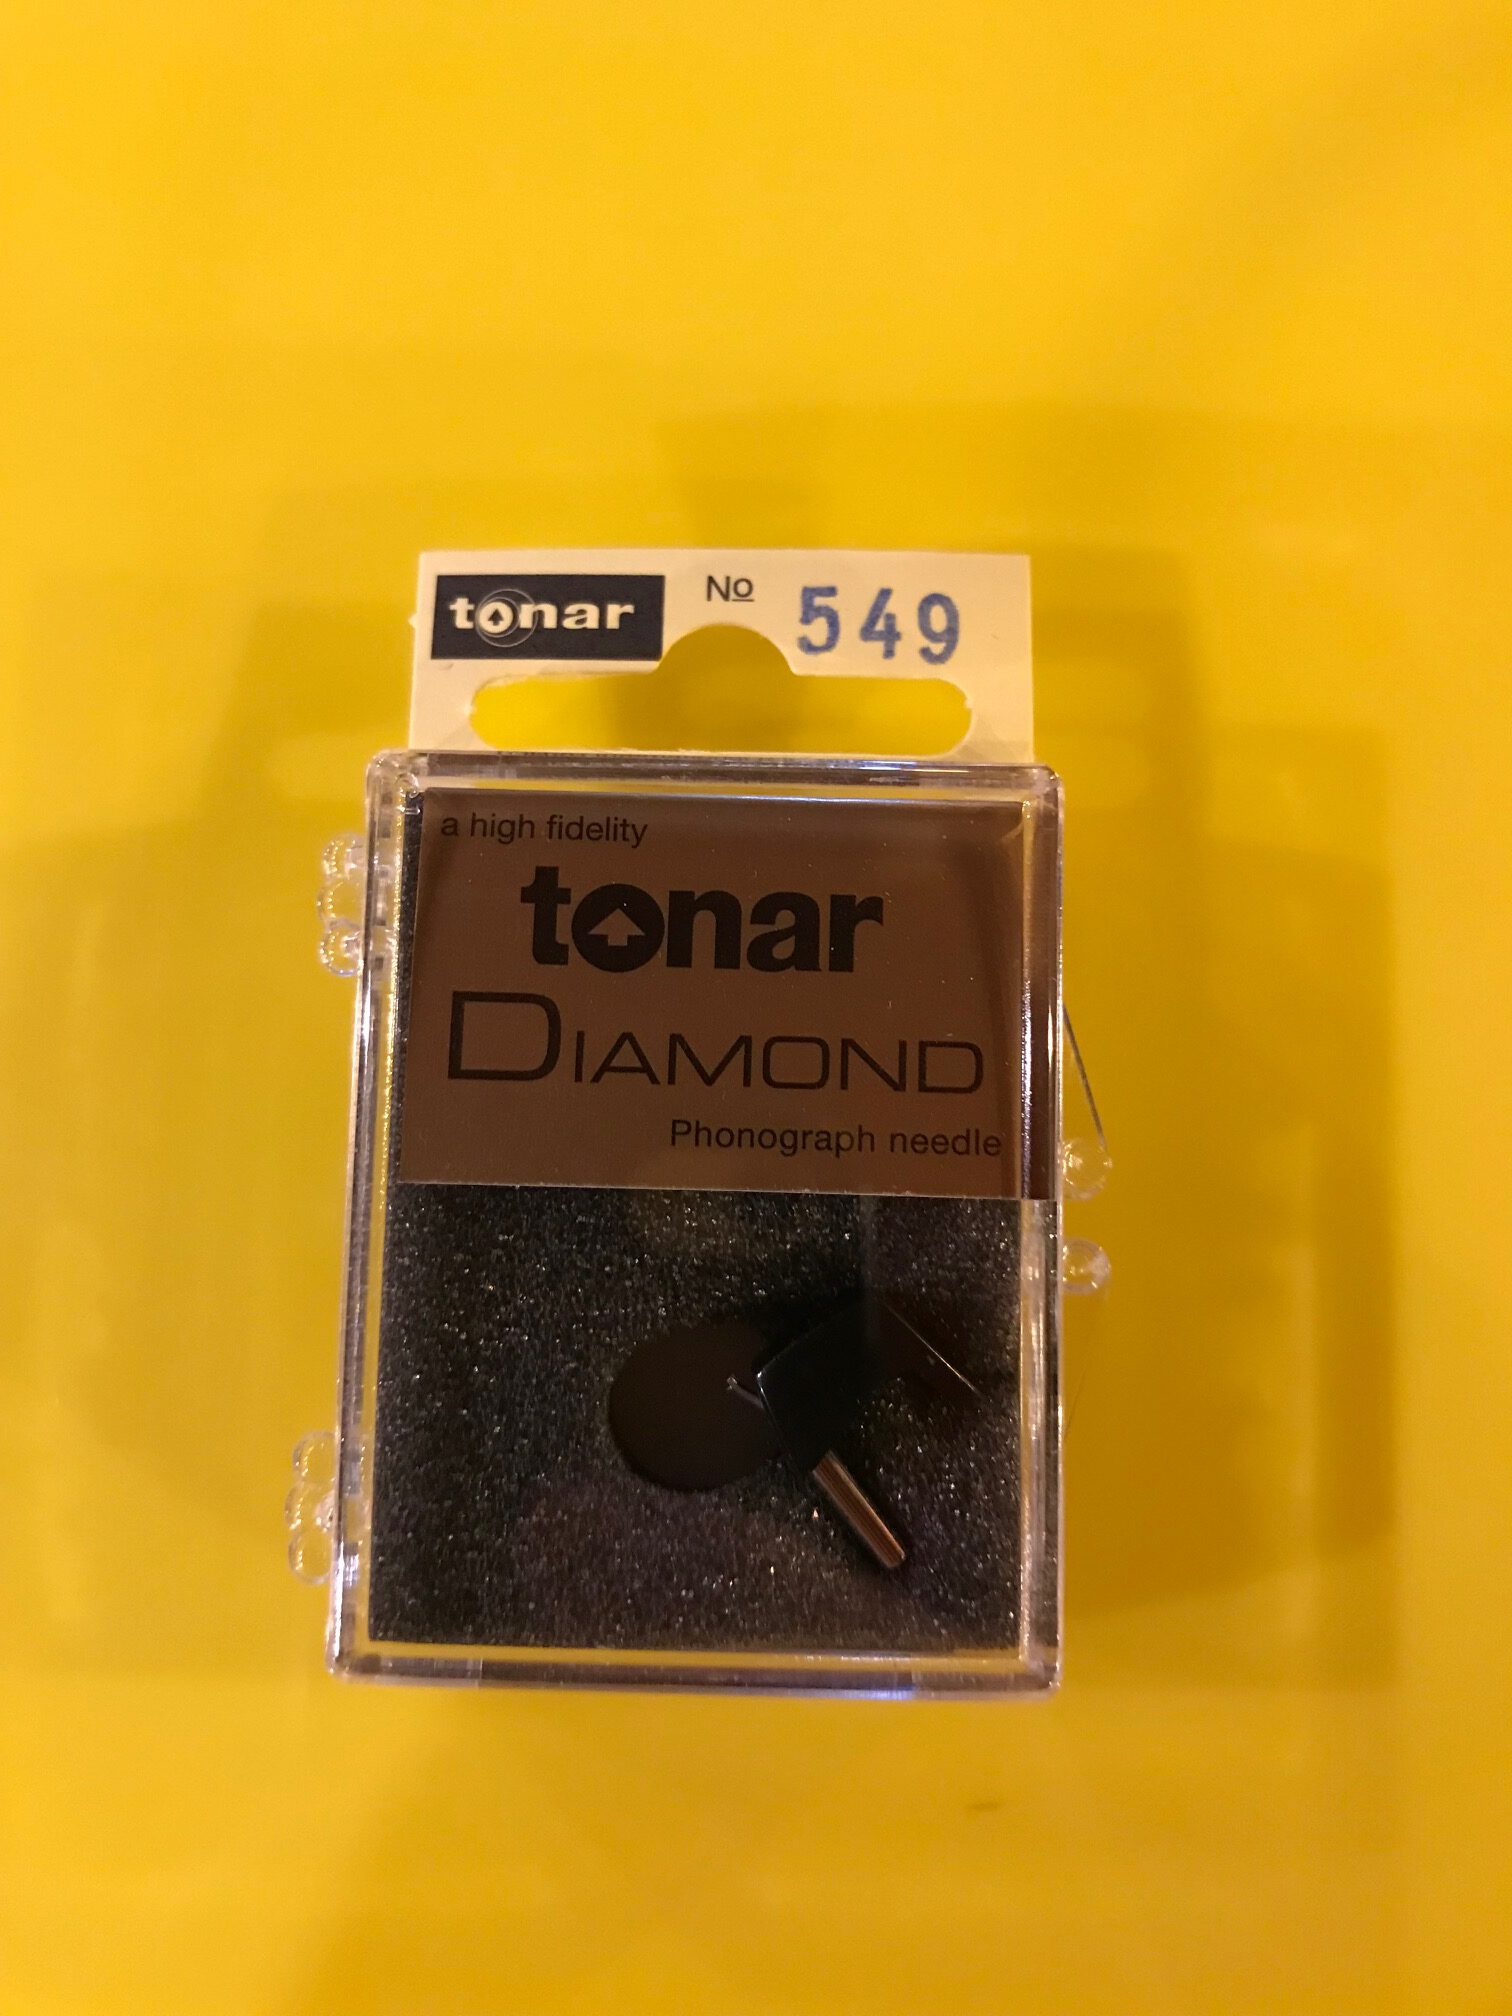 tonar
No 549
a high fidelity
tonar
DIAMOND
Phonograph needle